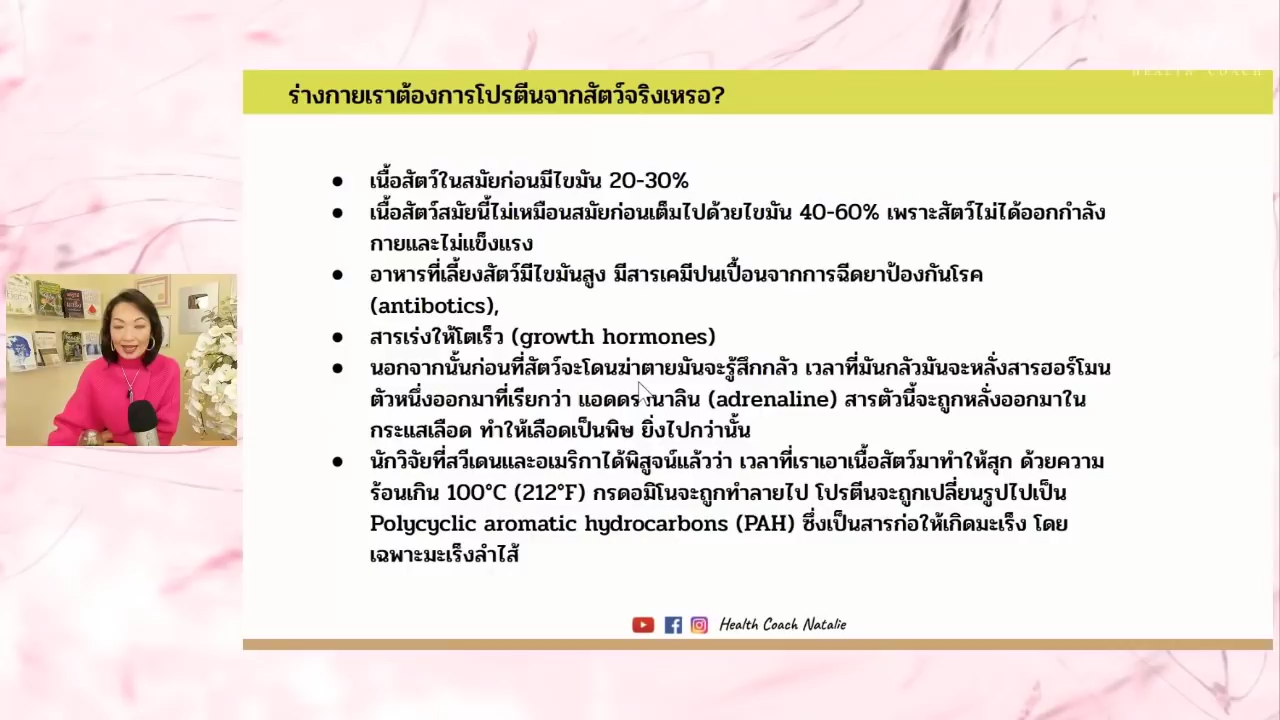 HEALTH COACH
ร่างกายเราต้องการโปรตีนจากสัตว์จริงเหรอ?
● เนื้อสัตว์ในสมัยก่อนมีไขมัน 20-30%
● เนื้อสัตว์สมัยนี้ไม่เหมือนสมัยก่อนเต็มไปด้วยไขมัน 40-60% เพราะสัตว์ไม่ได้ออกกำลัง
กายและไม่แข็งแรง
● อาหารที่เลี้ยงสัตว์มีไขมันสูง มีสารเคมีปนเปื้อนจากการฉีดยาป้องกันโรค
(antibotics),
● สารเร่งให้โตเร็ว (growth hormones)
● นอกจากนั้นก่อนที่สัตว์จะโดนฆ่าตายมันจะรู้สึกกลัว เวลาที่มันกลัวมันจะหลั่งสารฮอร์โมน
ตัวหนึ่งออกมาที่เรียกว่า แอดดรีนาลิน (adrenaline) สารตัวนี้จะถูกหลั่งออกมาใน
กระแสเลือด ทำให้เลือดเป็นพิษ ยิ่งไปกว่านั้น
● นักวิจัยที่สวีเดนและอเมริกาได้พิสูจน์แล้วว่า เวลาที่เราเอาเนื้อสัตว์มาทำให้สุก ด้วยความ
ร้อนเกิน 100°C (212°F) กรดอมิโนจะถูกทำลายไป โปรตีนจะถูกเปลี่ยนรูปไปเป็น
Polycyclic aromatic hydrocarbons (PAH) ซึ่งเป็นสารก่อให้เกิดมะเร็ง โดย
เฉพาะมะเร็งลำไส้
Health Coach Natalie